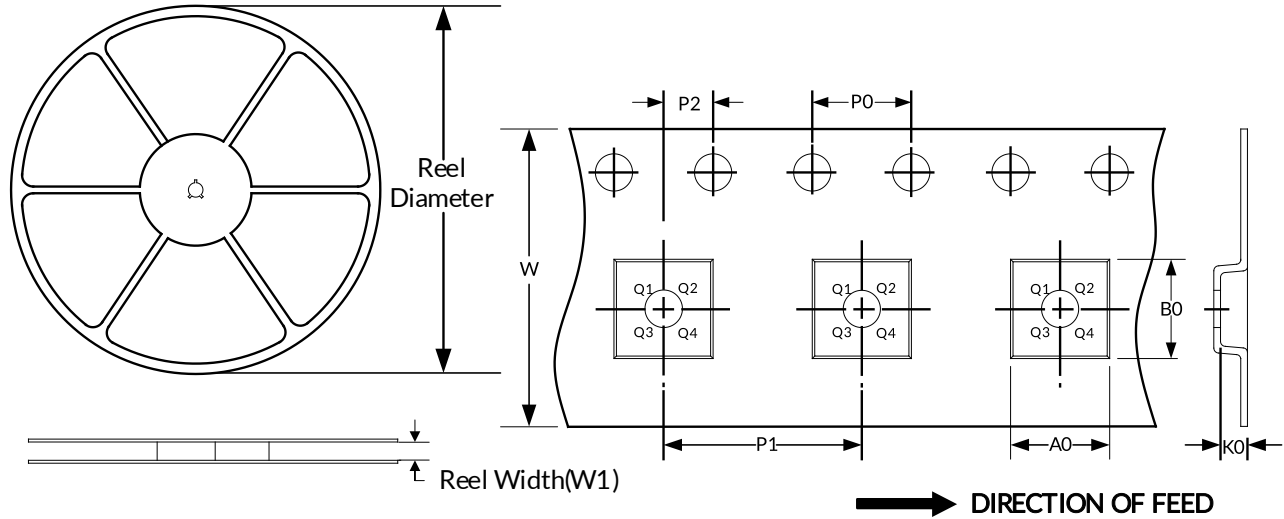 P2
P0
Reel
Diameter
W
Q1 Q2
Q3 Q4
Q1 Q2
Q3 Q4
Q1 Q2
Q3 Q4
B0
P1
A0
K0
Reel Width(W1)
DIRECTION OF FEED